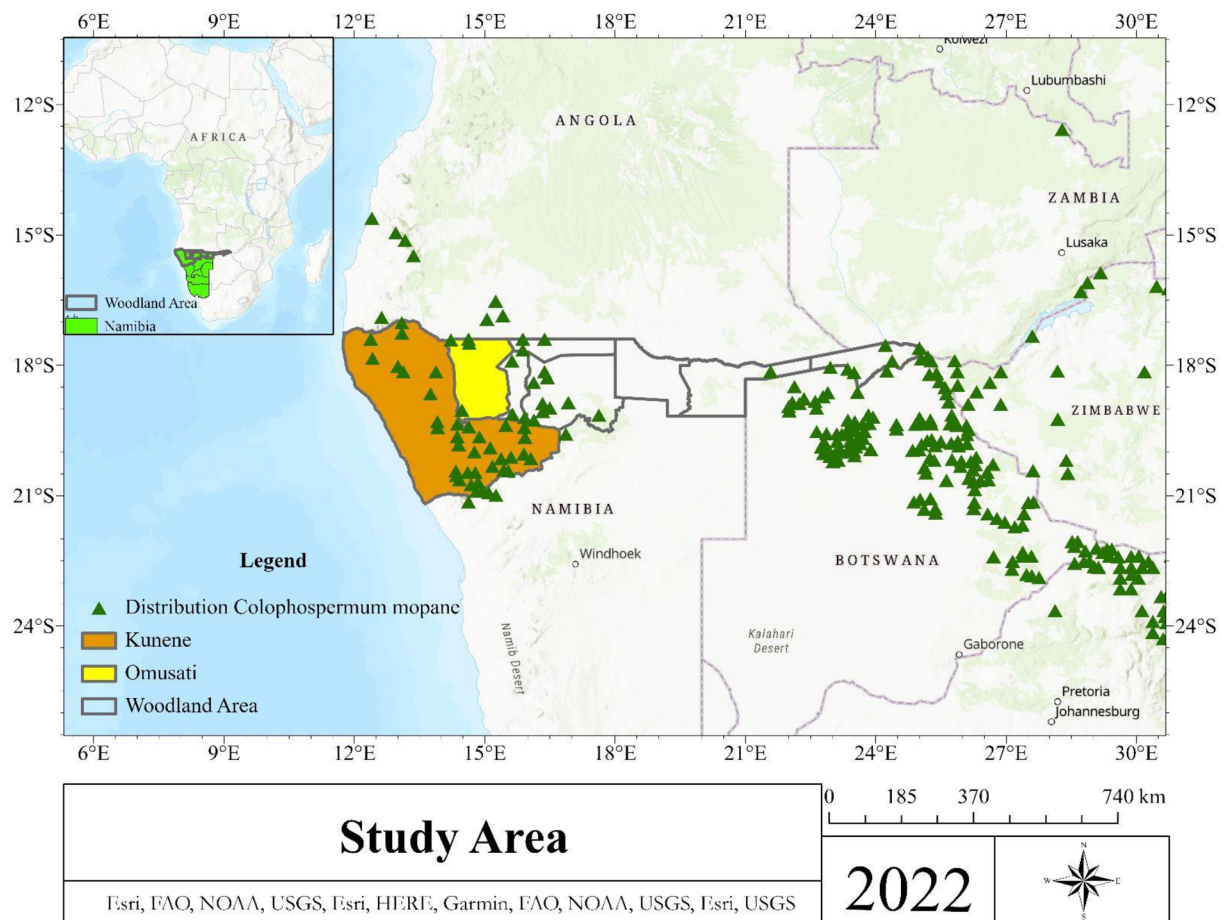 6°E 9°E 12°E 15°E 18°E 21°E 24°E 27°E 30°E
Kolwezi
Lubumbashi
12°S 12°S
ANGOLA
AFRICA
ZAMBIA
15°S 15°S
Lusaka
Woodland Area
Namibia
18°S 18°S
ZIMBABWE
21°S 21°S
NAMIBIA
Windhoek
BOTSWANA
Legend
Distribution Colophospermum mopane
Kunene
Omusati
Woodland Area
Namib Desert
Kalahari
Desert
24°S 24°S
Gaborone
Pretoria
Johannesburg
6°E 9°E 12°E 15°E 18°E 21°E 24°E 27°E 30°E
0 185 370 740 km
Study Area
2022
N
W E
Esri, FAO, NOAA, USGS, Esri, HERE, Garmin, FAO, NOAA, USGS, Esri, USGS